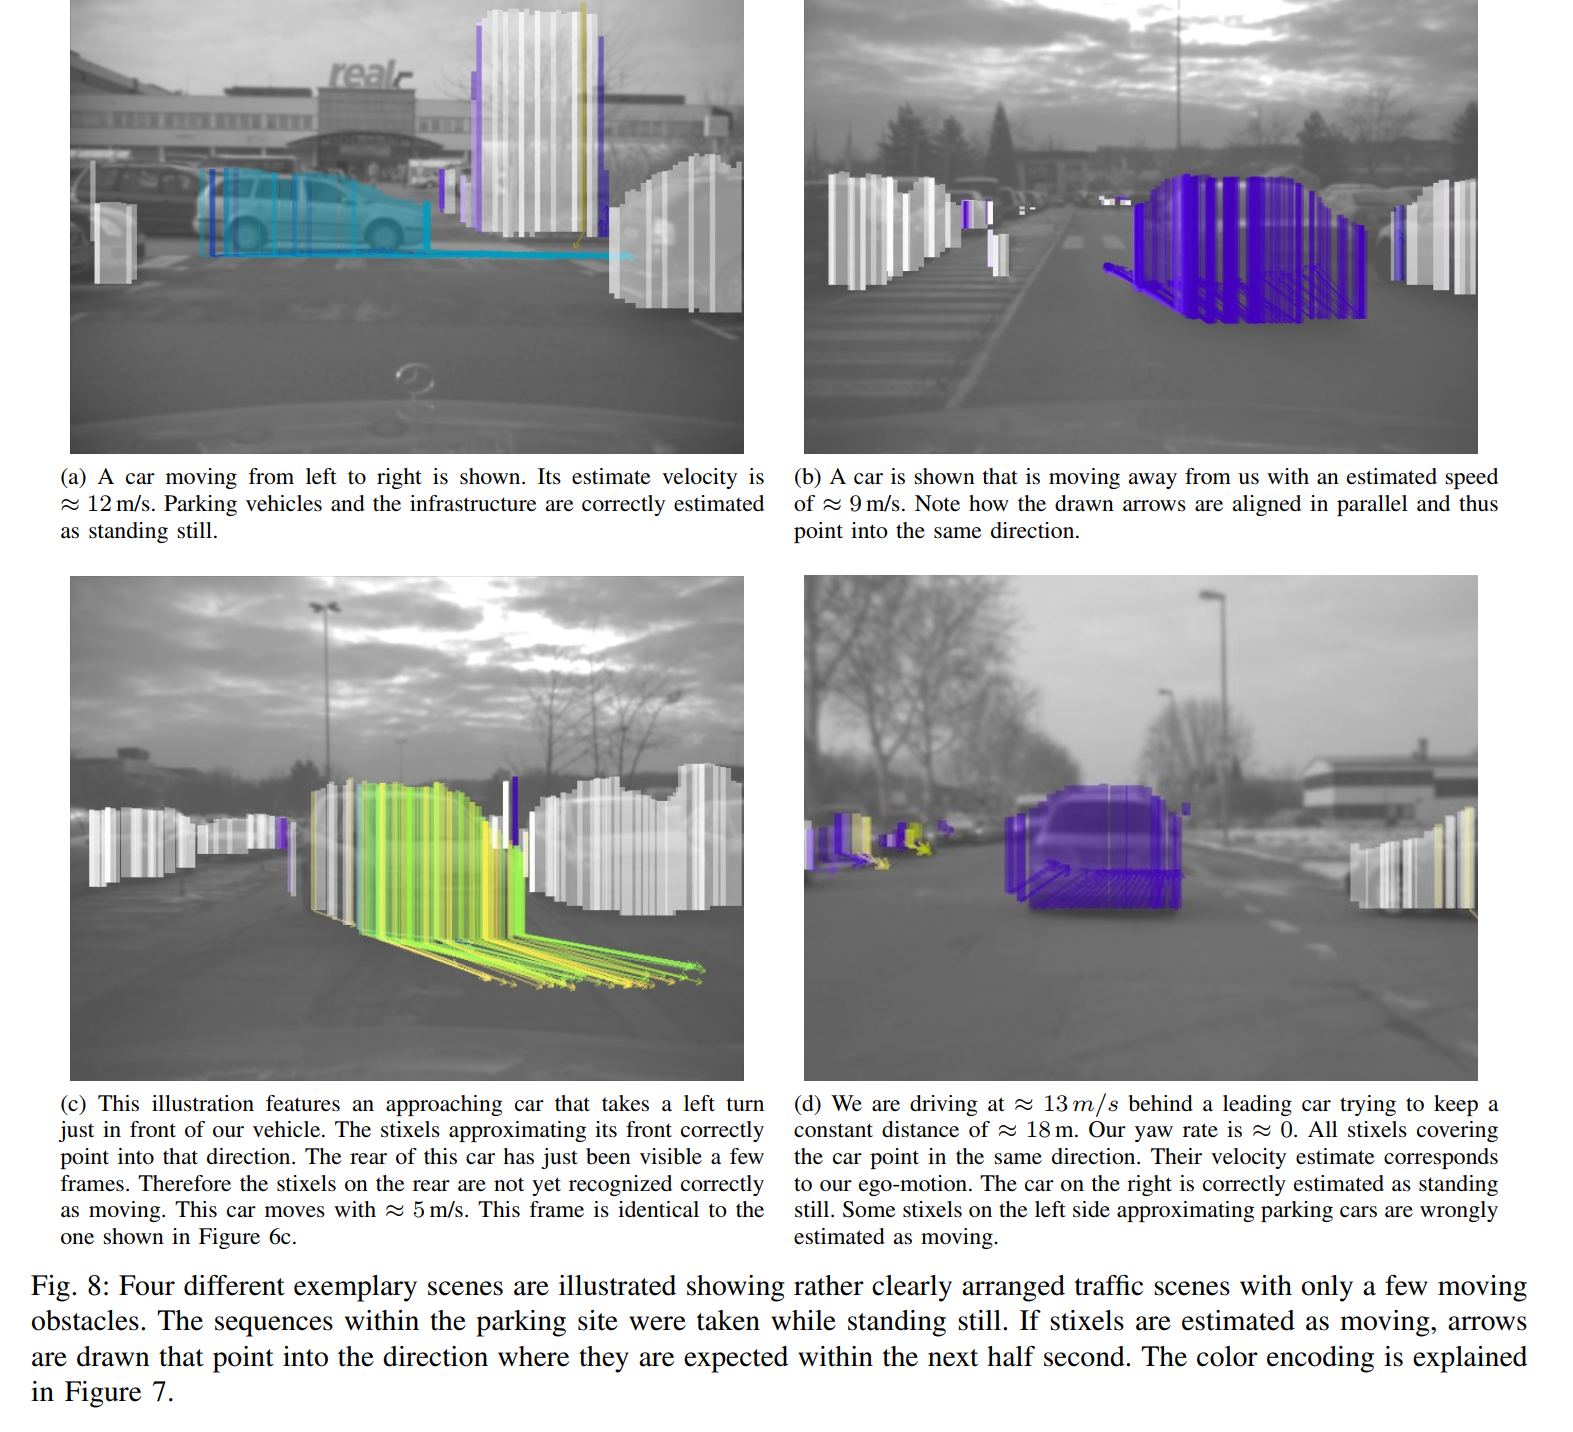 real,-
(a) A car moving from left to right is shown. Its estimate velocity is
≈ 12 m/s. Parking vehicles and the infrastructure are correctly estimated
as standing still.
(b) A car is shown that is moving away from us with an estimated speed
of ≈ 9 m/s. Note how the drawn arrows are aligned in parallel and thus
point into the same direction.
(c) This illustration features an approaching car that takes a left turn
just in front of our vehicle. The stixels approximating its front correctly
point into that direction. The rear of this car has just been visible a few
frames. Therefore the stixels on the rear are not yet recognized correctly
as moving. This car moves with ≈ 5 m/s. This frame is identical to the
one shown in Figure 6c.
(d) We are driving at ≈ 13 m/s behind a leading car trying to keep a
constant distance of ≈ 18 m. Our yaw rate is ≈ 0. All stixels covering
the car point in the same direction. Their velocity estimate corresponds
to our ego-motion. The car on the right is correctly estimated as standing
still. Some stixels on the left side approximating parking cars are wrongly
estimated as moving.
Fig. 8: Four different exemplary scenes are illustrated showing rather clearly arranged traffic scenes with only a few moving
obstacles. The sequences within the parking site were taken while standing still. If stixels are estimated as moving, arrows
are drawn that point into the direction where they are expected within the next half second. The color encoding is explained
in Figure 7.